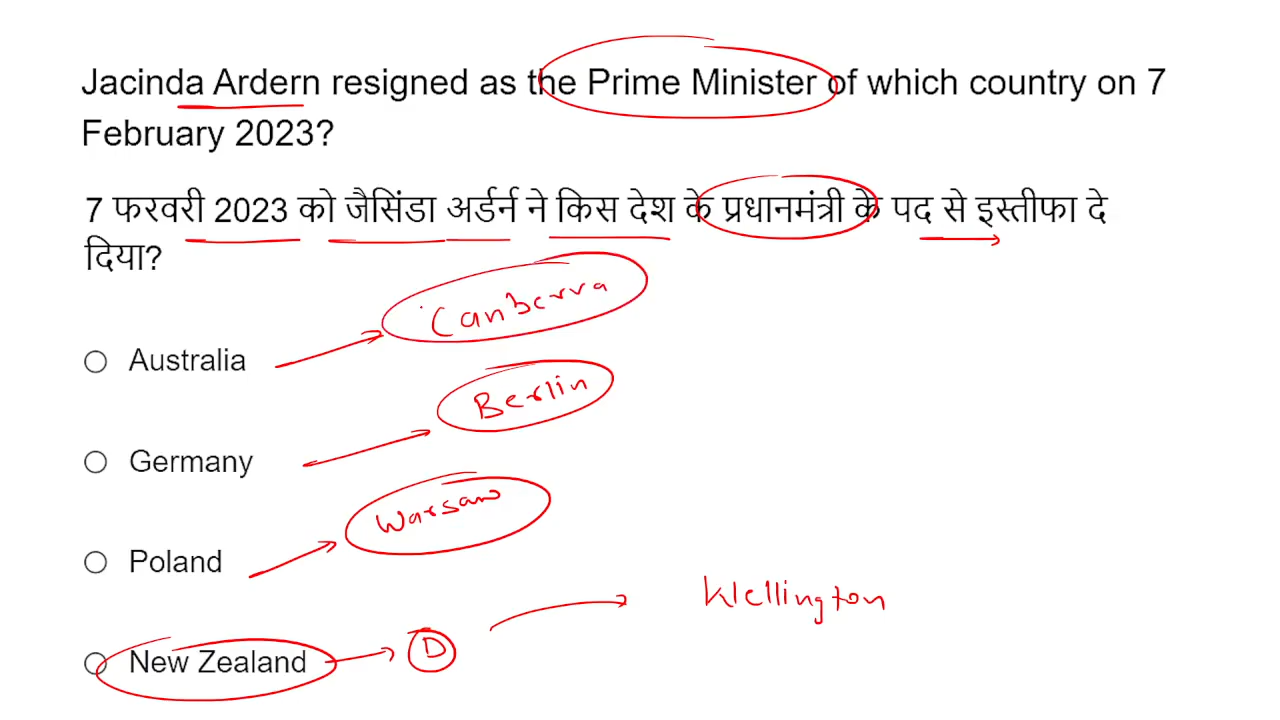 Jacinda Ardern resigned as the Prime Minister of which country on 7
February 2023?
7 फरवरी 2023 को जैसिंडा अर्डर्न ने किस देश के प्रधानमंत्री के पद से इस्तीफा दे
दिया?
Canberra
Australia
Berlin
Germany
Warsaw
Poland
Wellington
New Zealand D